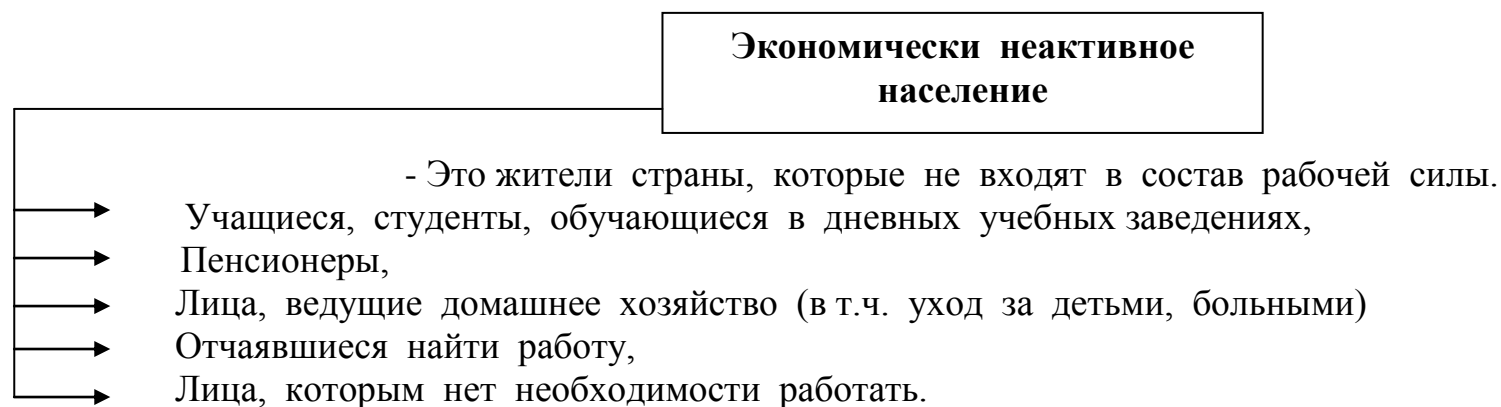 Экономически неактивное
население
- Это жители страны, которые не входят в состав рабочей силы.
Учащиеся, студенты, обучающиеся в дневных учебных заведениях,
Пенсионеры,
Лица, ведущие домашнее хозяйство (в т.ч. уход за детьми, больными)
Отчаявшиеся найти работу,
Лица, которым нет необходимости работать.